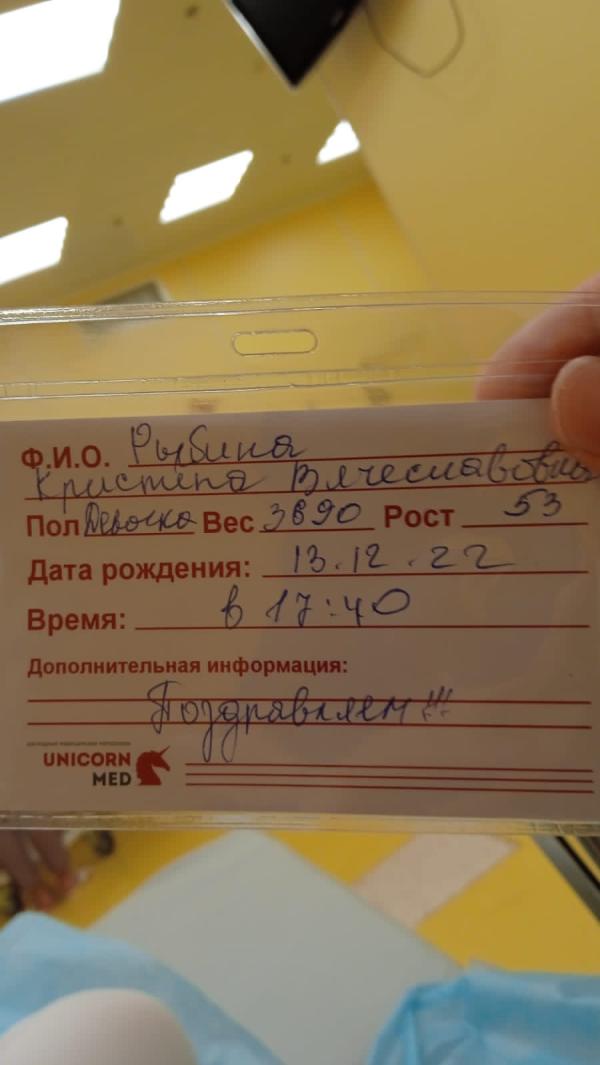 Ф.И.О. Рыбина
Кристина Вячеславовна
Пол Девочка Вес 3690 Рост 53
Дата рождения: 13.12.22
Время: в 17:40
Дополнительная информация:
Поздравляем!!!
UNICORN
MED